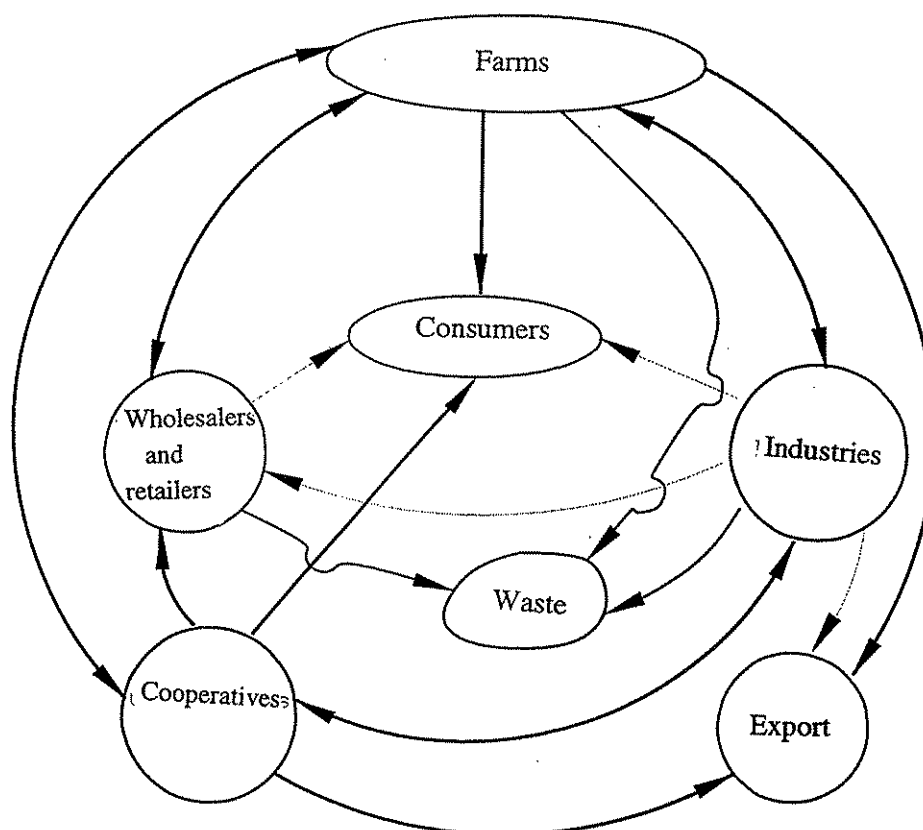 Farms
Consumers
Wholesalers
and
retailers
Industries
Waste
Cooperatives
Export